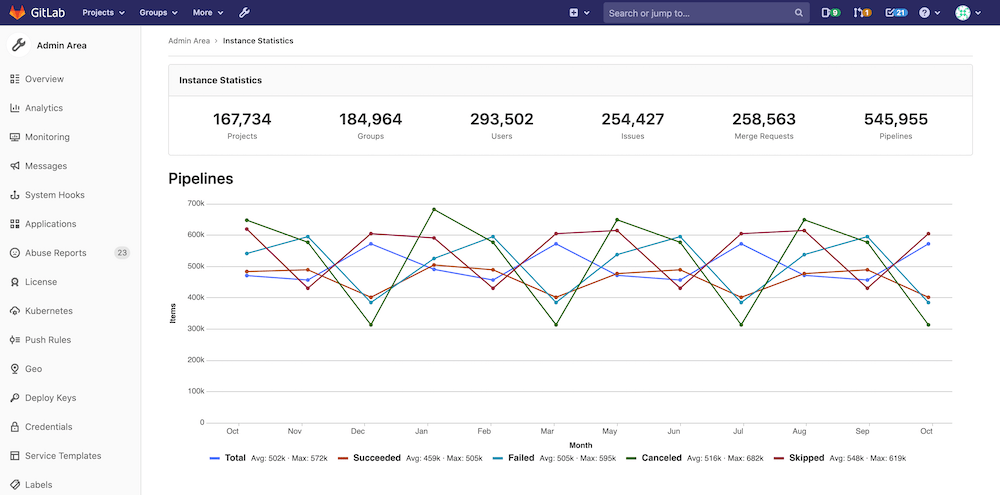 GitLab Projects Groups More Search or jump to... 9 1 21
Admin Area
Overview
Analytics
Monitoring
Messages
System Hooks
Applications
Abuse Reports 23
License
Kubernetes
Push Rules
Geo
Deploy Keys
Credentials
Service Templates
Labels
Admin Area > Instance Statistics
Instance Statistics
167,734 184,964 293,502 254,427 258,563 545,955
Projects Groups Users Issues Merge Requests Pipelines
Pipelines
700k
600k
500k
400k
300k
200k
100k
0
Items
Oct Nov Dec Jan Feb Mar May Jun Jul Aug Sep Oct
Month
Total Avg: 502k · Max: 572k Succeeded Avg: 459k · Max: 505k Failed Avg: 505k · Max: 595k Canceled Avg: 516k · Max: 682k Skipped Avg: 548k · Max: 619k